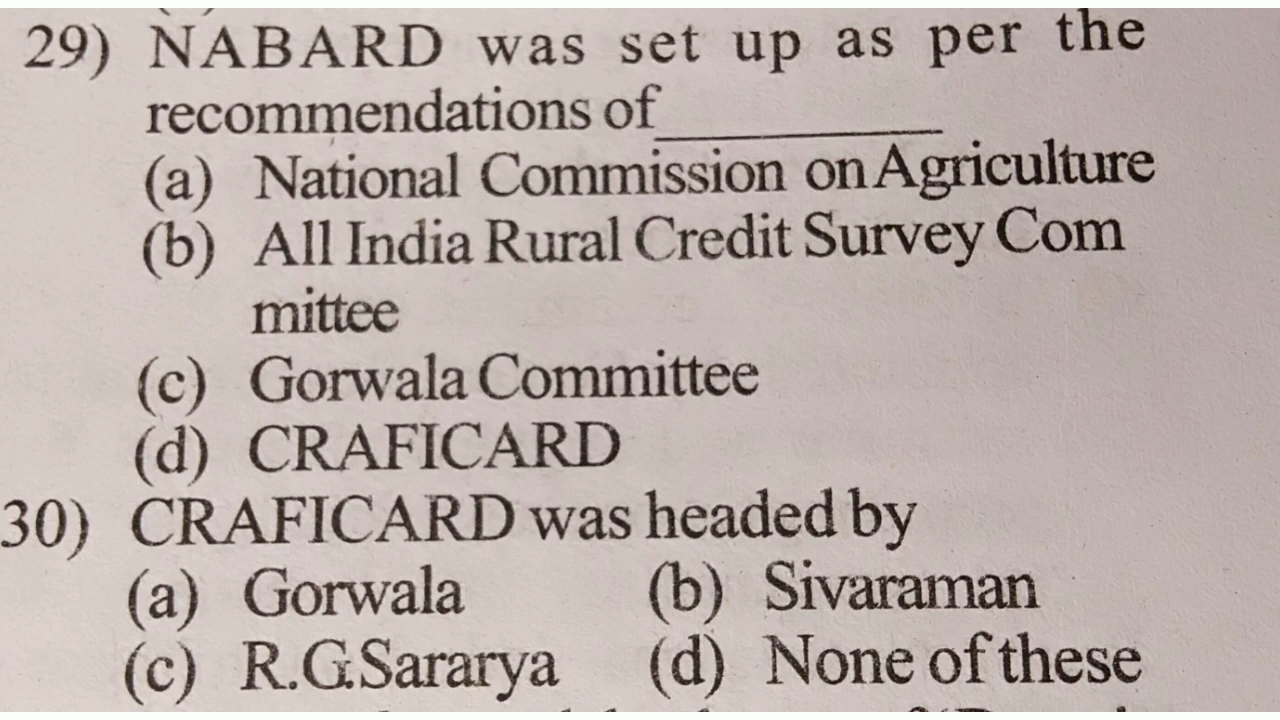 29) NABARD was set up as per the
recommendations of__________
(a) National Commission on Agriculture
(b) All India Rural Credit Survey Com
mittee
(c) Gorwala Committee
(d) CRAFICARD
30) CRAFICARD was headed by
(a) Gorwala (b) Sivaraman
(c) R.G.Sararya (d) None of these